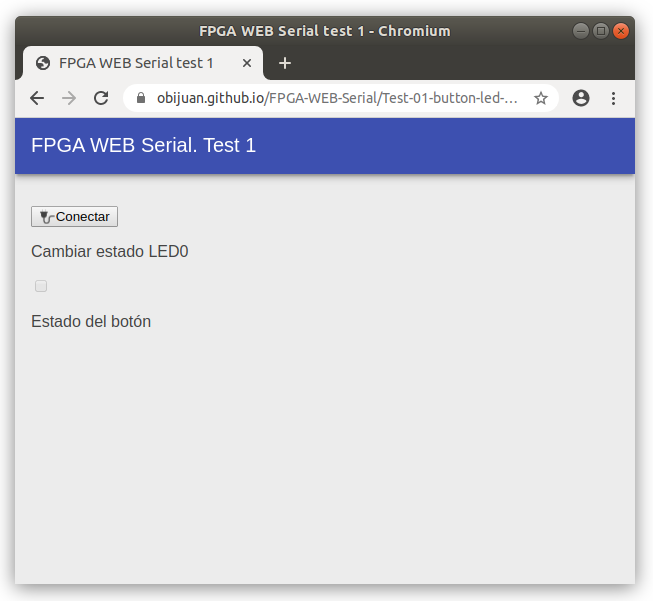 FPGA WEB Serial test 1 - Chromium
FPGA WEB Serial test 1
obijuan.github.io/FPGA-WEB-Serial/Test-01-button-led-…
FPGA WEB Serial. Test 1
Conectar
Cambiar estado LED0
Estado del botón